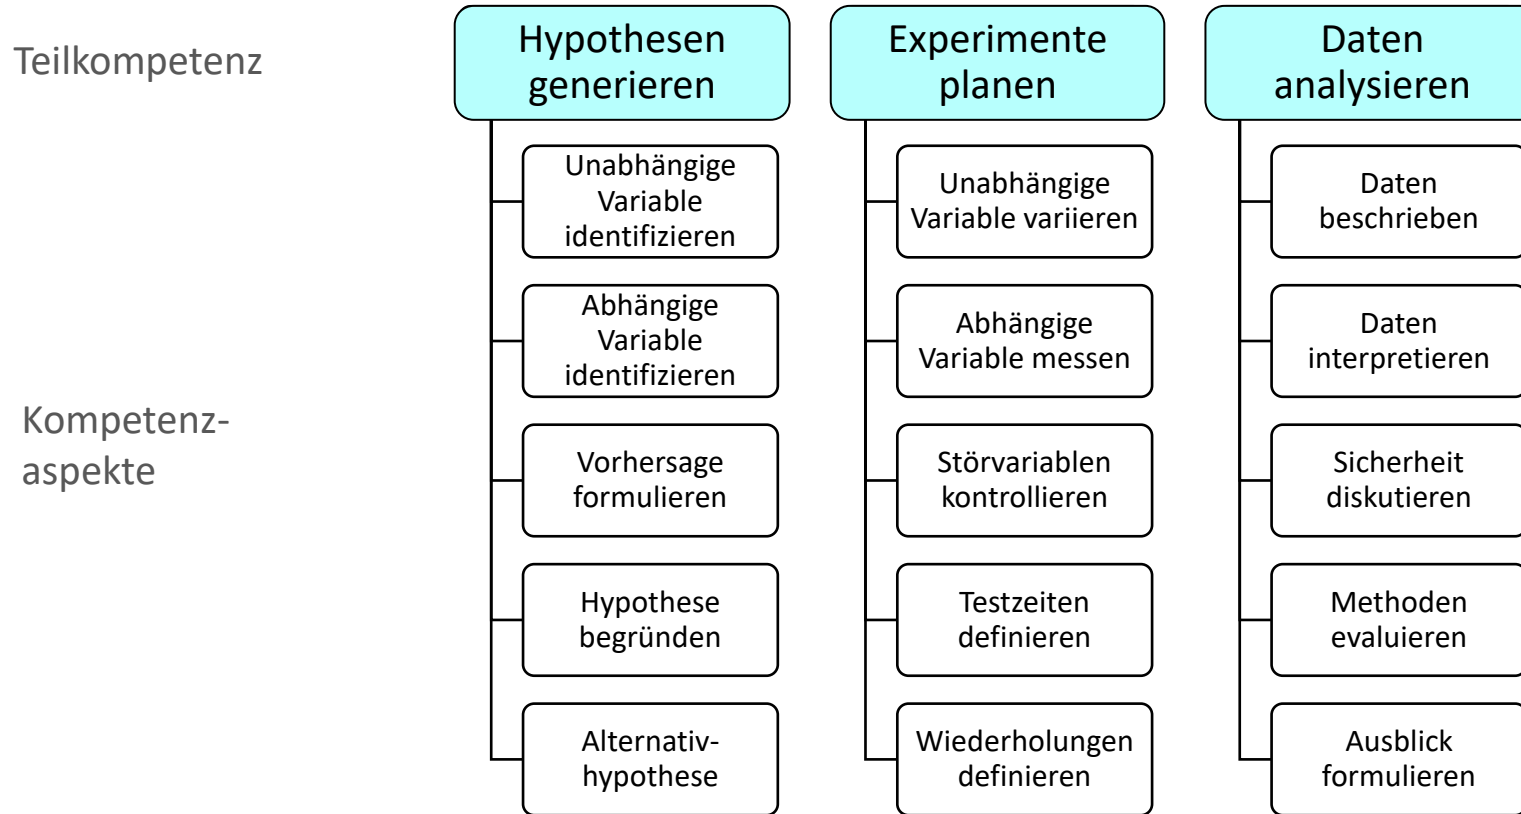 Teilkompetenz
Hypothesen
generieren
Experimente
planen
Daten
analysieren
Kompetenz-
aspekte
Unabhängige
Variable
identifizieren
Abhängige
Variable
identifizieren
Vorhersage
formulieren
Hypothese
begründen
Alternativ-
hypothese
Unabhängige
Variable variieren
Abhängige
Variable messen
Störvariablen
kontrollieren
Testzeiten
definieren
Wiederholungen
definieren
Daten
beschrieben
Daten
interpretieren
Sicherheit
diskutieren
Methoden
evaluieren
Ausblick
formulieren